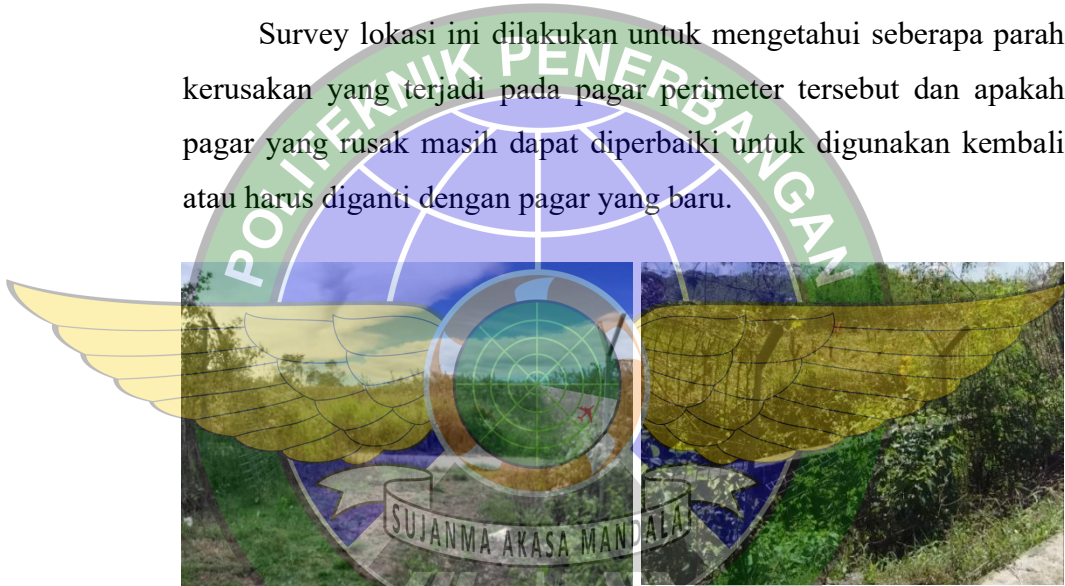 Survey lokasi ini dilakukan untuk mengetahui seberapa parah
kerusakan yang terjadi pada pagar perimeter tersebut dan apakah
pagar yang rusak masih dapat diperbaiki untuk digunakan kembali
atau harus diganti dengan pagar yang baru.
POLITEKNIK PENERBANGAN
SUJANMA AKASA MANDALA